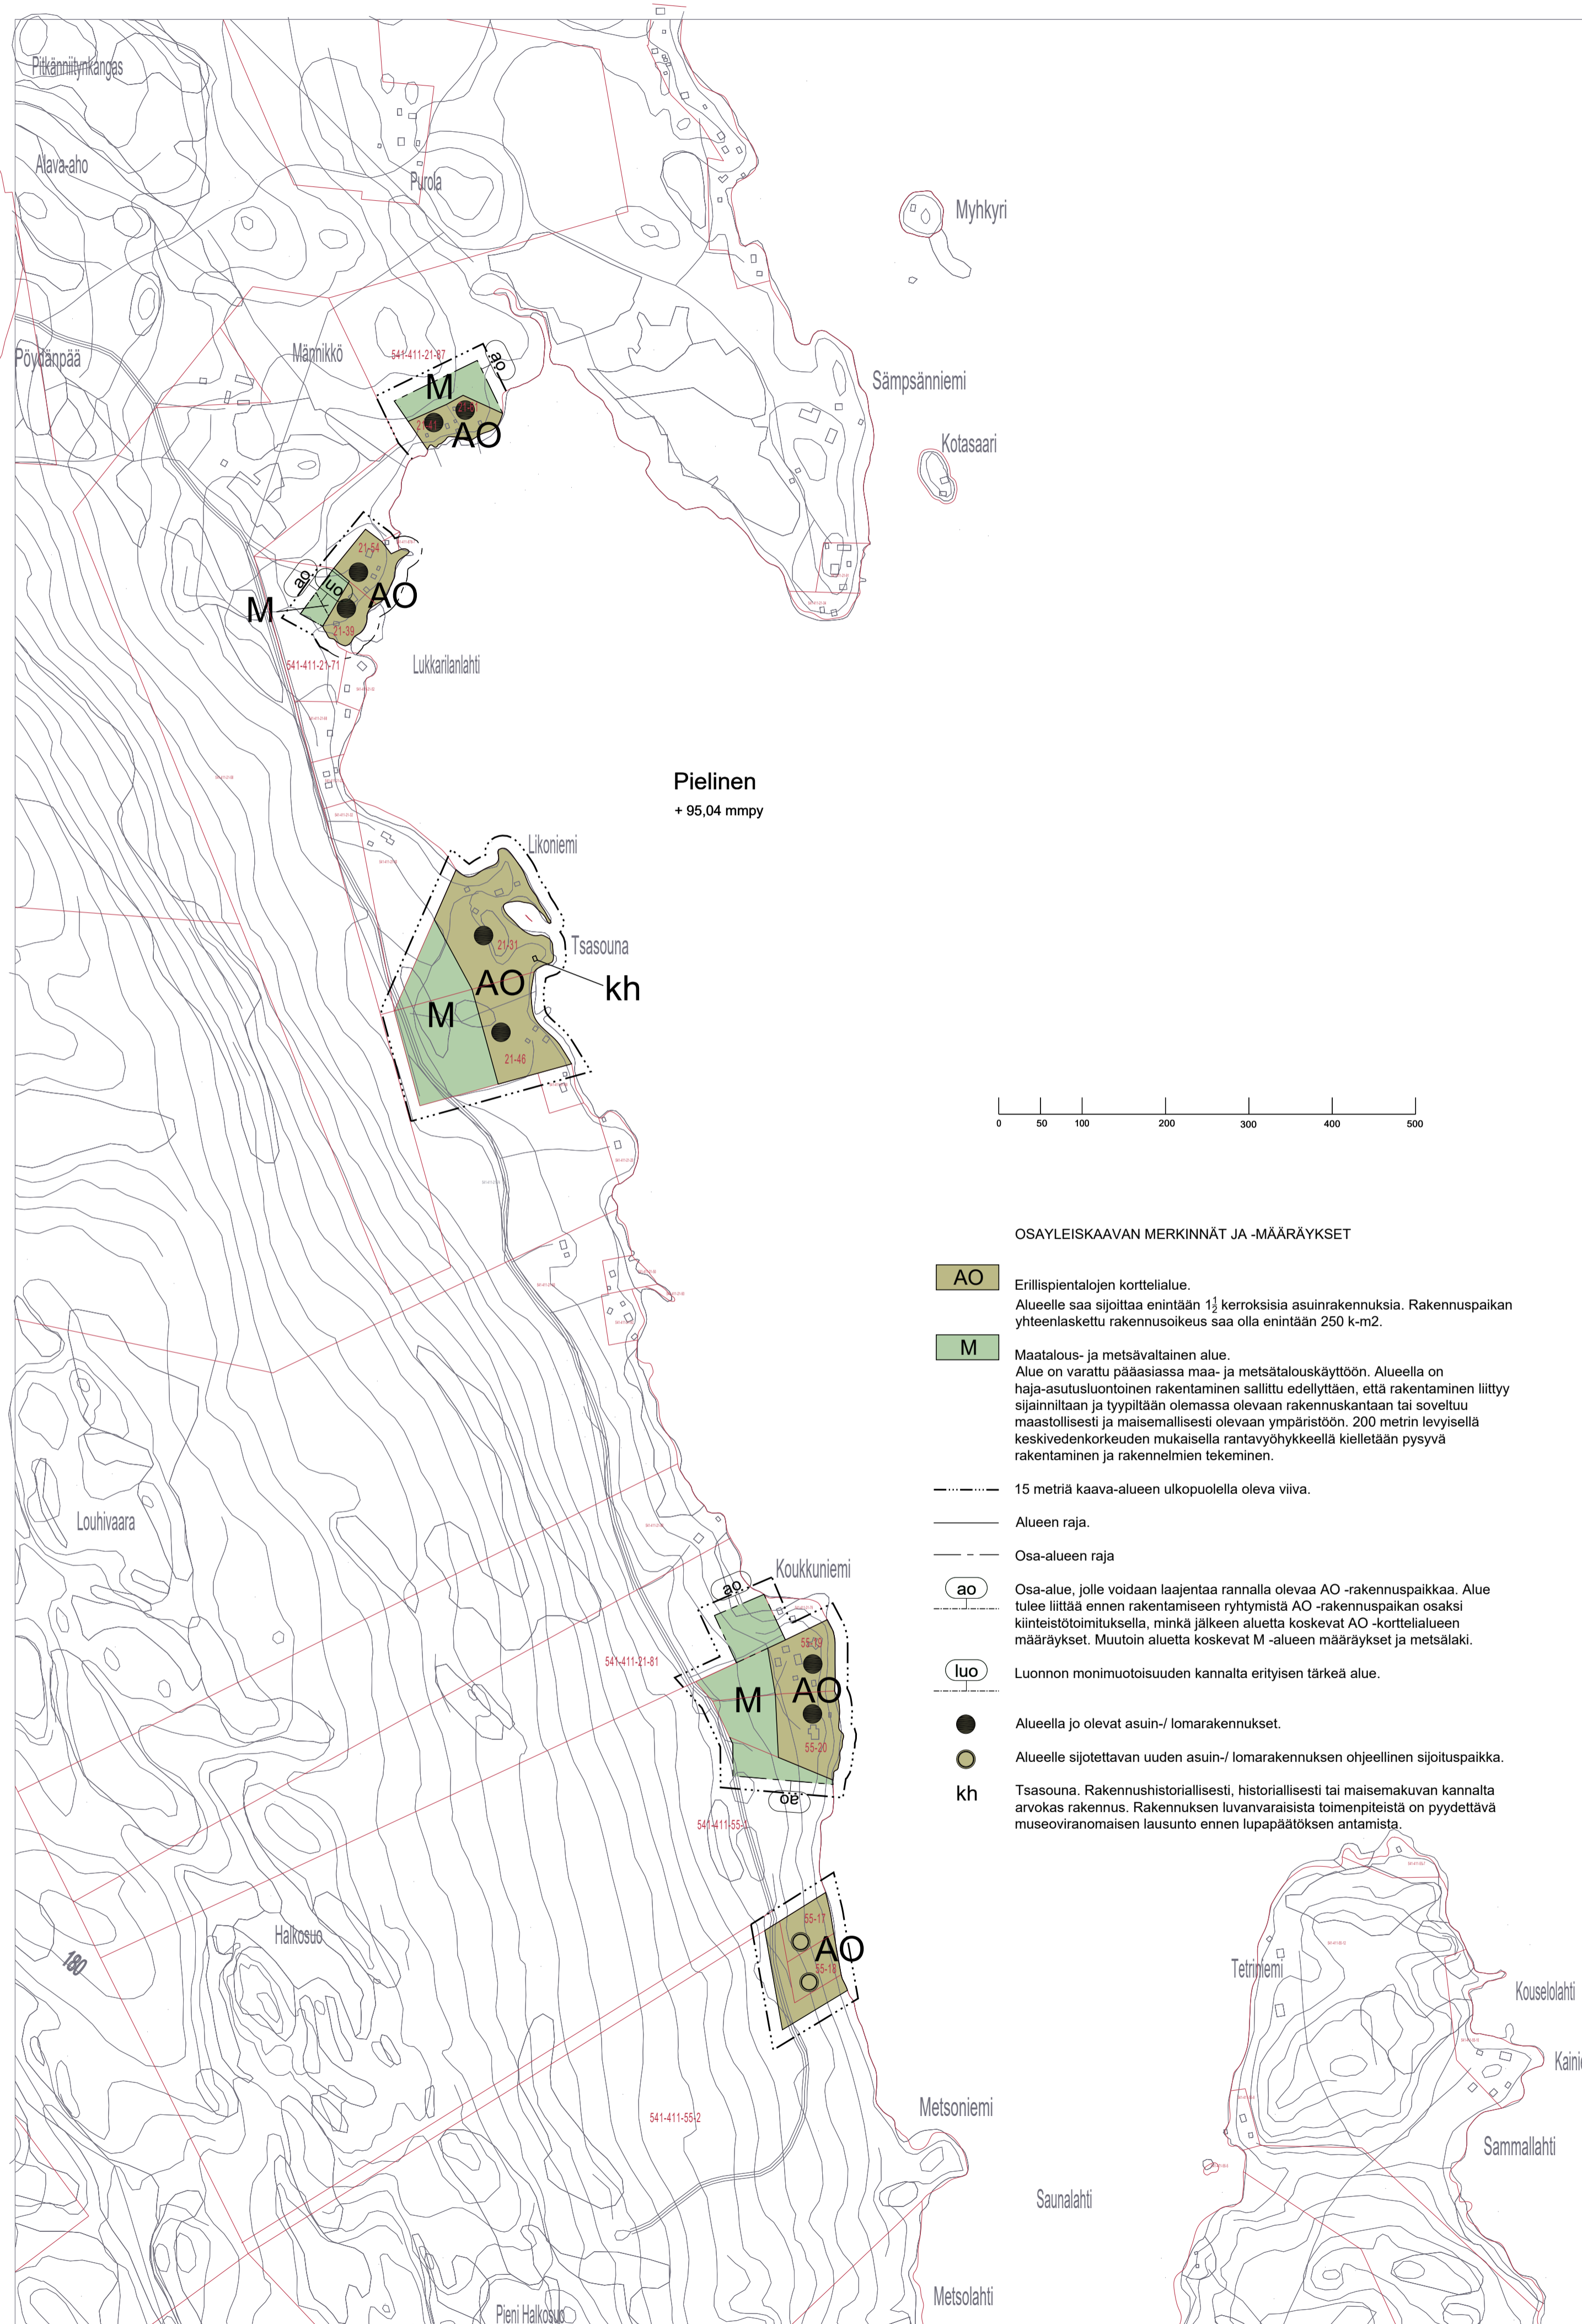 Pitkänniitynkangas
Alava-aho
Purola
Myhkyri
Pöydänpää
Männikkö
541-411-21-87
ao
M
21-61
21-41
AO
Sämpsänniemi
Kotasaari
21-54
ao
luo
AO
M
21-39
541-411-21-71
Lukkarilanlahti
Pielinen
+ 95,04 mmpy
Likoniemi
21-31
Tsasouna
AO
kh
M
21-46
0 50 100 200 300 400 500
OSAYLEISKAAVAN MERKINNÄT JA -MÄÄRÄYKSET
AO
Erillispientalojen korttelialue.
Alueelle saa sijoittaa enintään 1½ kerroksisia asuinrakennuksia. Rakennuspaikan
yhteenlaskettu rakennusoikeus saa olla enintään 250 k-m2.
M
Maatalous- ja metsävaltainen alue.
Alue on varattu pääasiassa maa- ja metsätalouskäyttöön. Alueella on
haja-asutusluontoinen rakentaminen sallittu edellyttäen, että rakentaminen liittyy
sijainniltaan ja tyypiltään olemassa olevaan rakennuskantaan tai soveltuu
maastollisesti ja maisemallisesti olevaan ympäristöön. 200 metrin levyisellä
keskivedenkorkeuden mukaisella rantavyöhykkeellä kielletään pysyvä
rakentaminen ja rakennelmien tekeminen.
15 metriä kaava-alueen ulkopuolella oleva viiva.
Alueen raja.
Osa-alueen raja
ao
Osa-alue, jolle voidaan laajentaa rannalla olevaa AO -rakennuspaikkaa. Alue
tulee liittää ennen rakentamiseen ryhtymistä AO -rakennuspaikan osaksi
kiinteistötoimituksella, minkä jälkeen aluetta koskevat AO -korttelialueen
määräykset. Muutoin aluetta koskevat M -alueen määräykset ja metsälaki.
luo
Luonnon monimuotoisuuden kannalta erityisen tärkeä alue.
Alueella jo olevat asuin-/ lomarakennukset.
Alueelle sijotettavan uuden asuin-/ lomarakennuksen ohjeellinen sijoituspaikka.
kh
Tsasouna. Rakennushistoriallisesti, historiallisesti tai maisemakuvan kannalta
arvokas rakennus. Rakennuksen luvanvaraisista toimenpiteistä on pyydettävä
museoviranomaisen lausunto ennen lupapäätöksen antamista.
Louhivaara
Koukkuniemi
ao
55-19
541-411-21-81
M
AO
55-20
ao
541-411-55-1
55-17
AO
55-18
Halkosuo
180
541-411-55-2
Metsoniemi
Metsolahti
Pieni Halkosuo
Saunalahti
Tetriniemi
Kouselolahti
Sammallahti